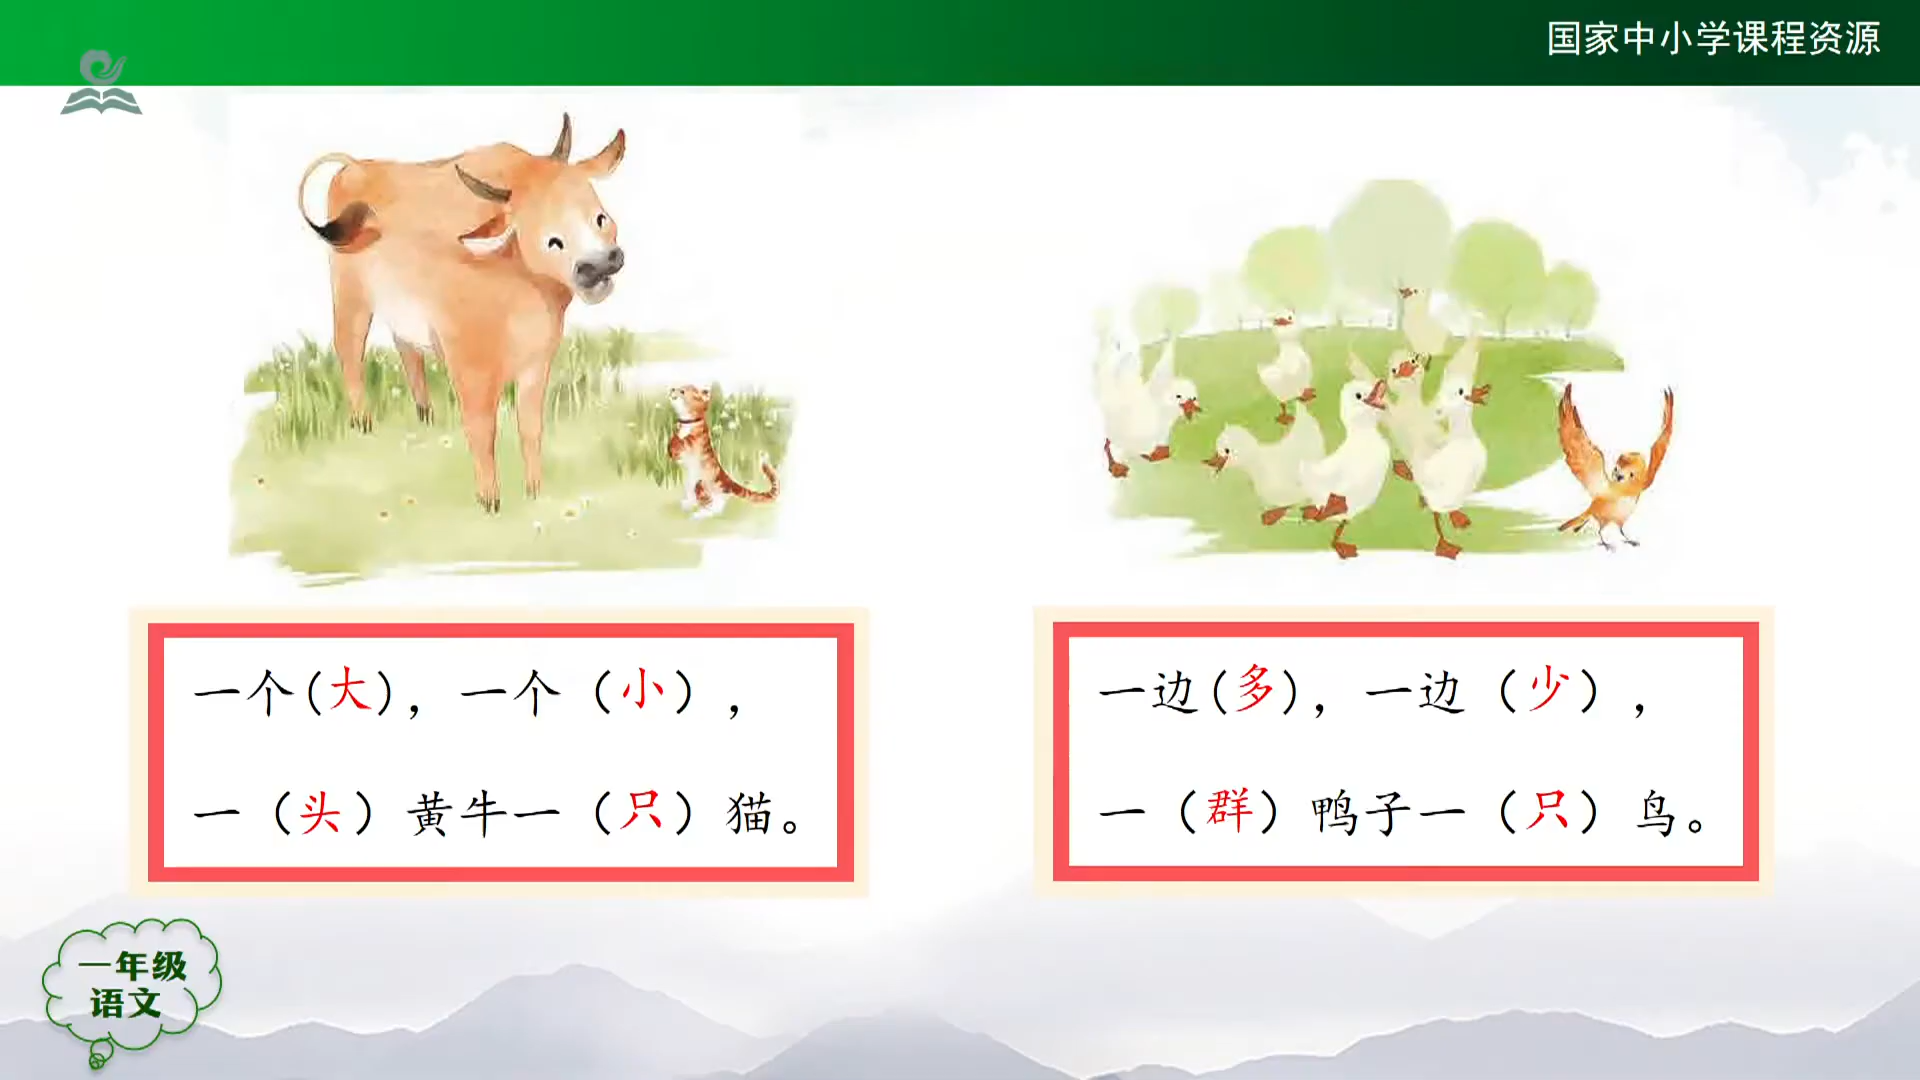 国家中小学课程资源
一个(大)，一个（小），
一（头）黄牛一（只）猫。
一边(多)，一边（少），
一（群）鸭子一（只）鸟。
一年级
语文